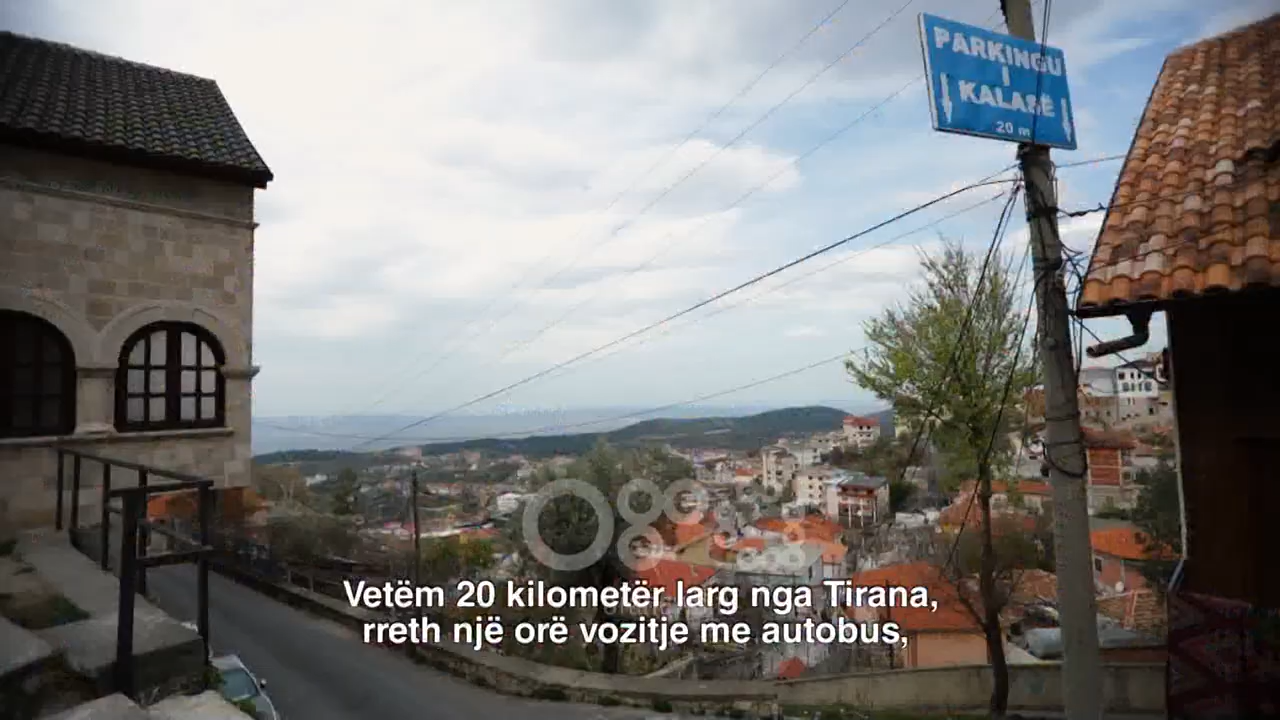 PARKINGU
I
KALASË
20 m
Vetëm 20 kilometër larg nga Tirana,
rreth një orë vozitje me autobus,